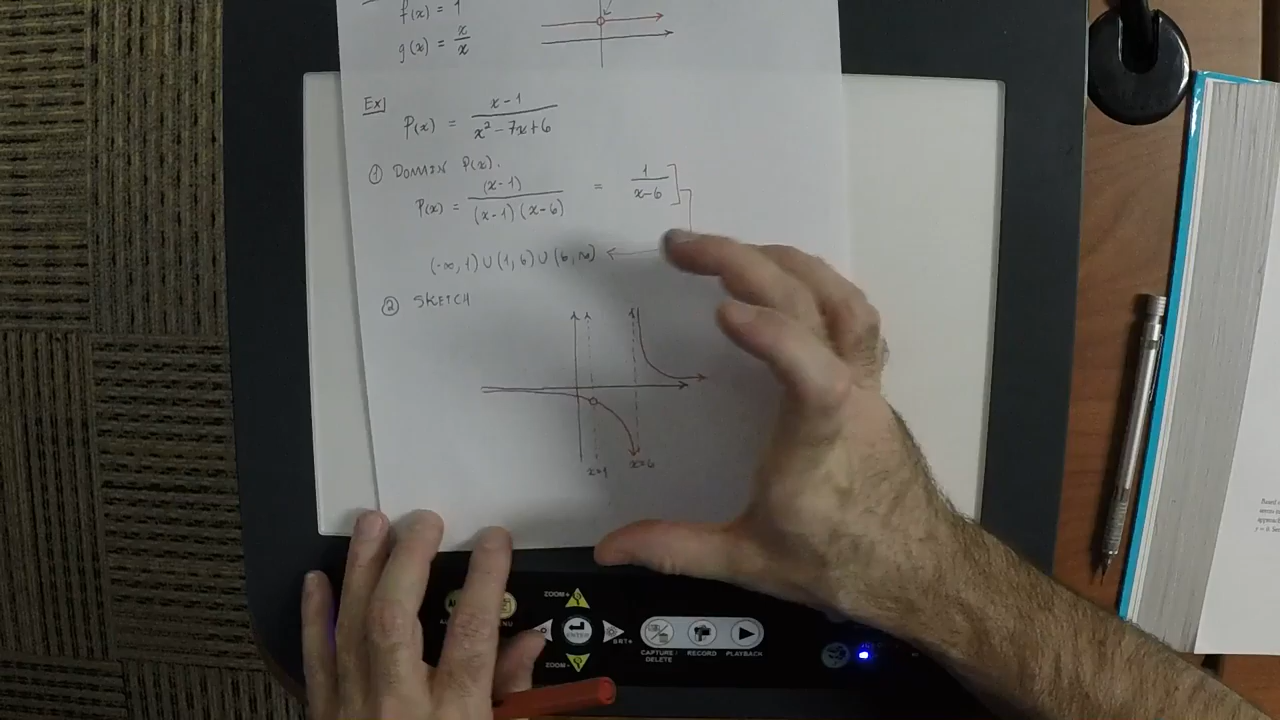 f(x) = 1
g(x) = x/x
Ex
P(x) = x-1 / x² - 7x + 6
① DOMAIN P(x).
P(x) = (x-1) / (x-1)(x-6) = 1 / x-6
(-∞, 1) ∪ (1, 6) ∪ (6, ∞)
② SKETCH
x=1 x=6
ZOOM+
ENTER
ZOOM-
CAPTURE/
DELETE
RECORD
PLAYBACK